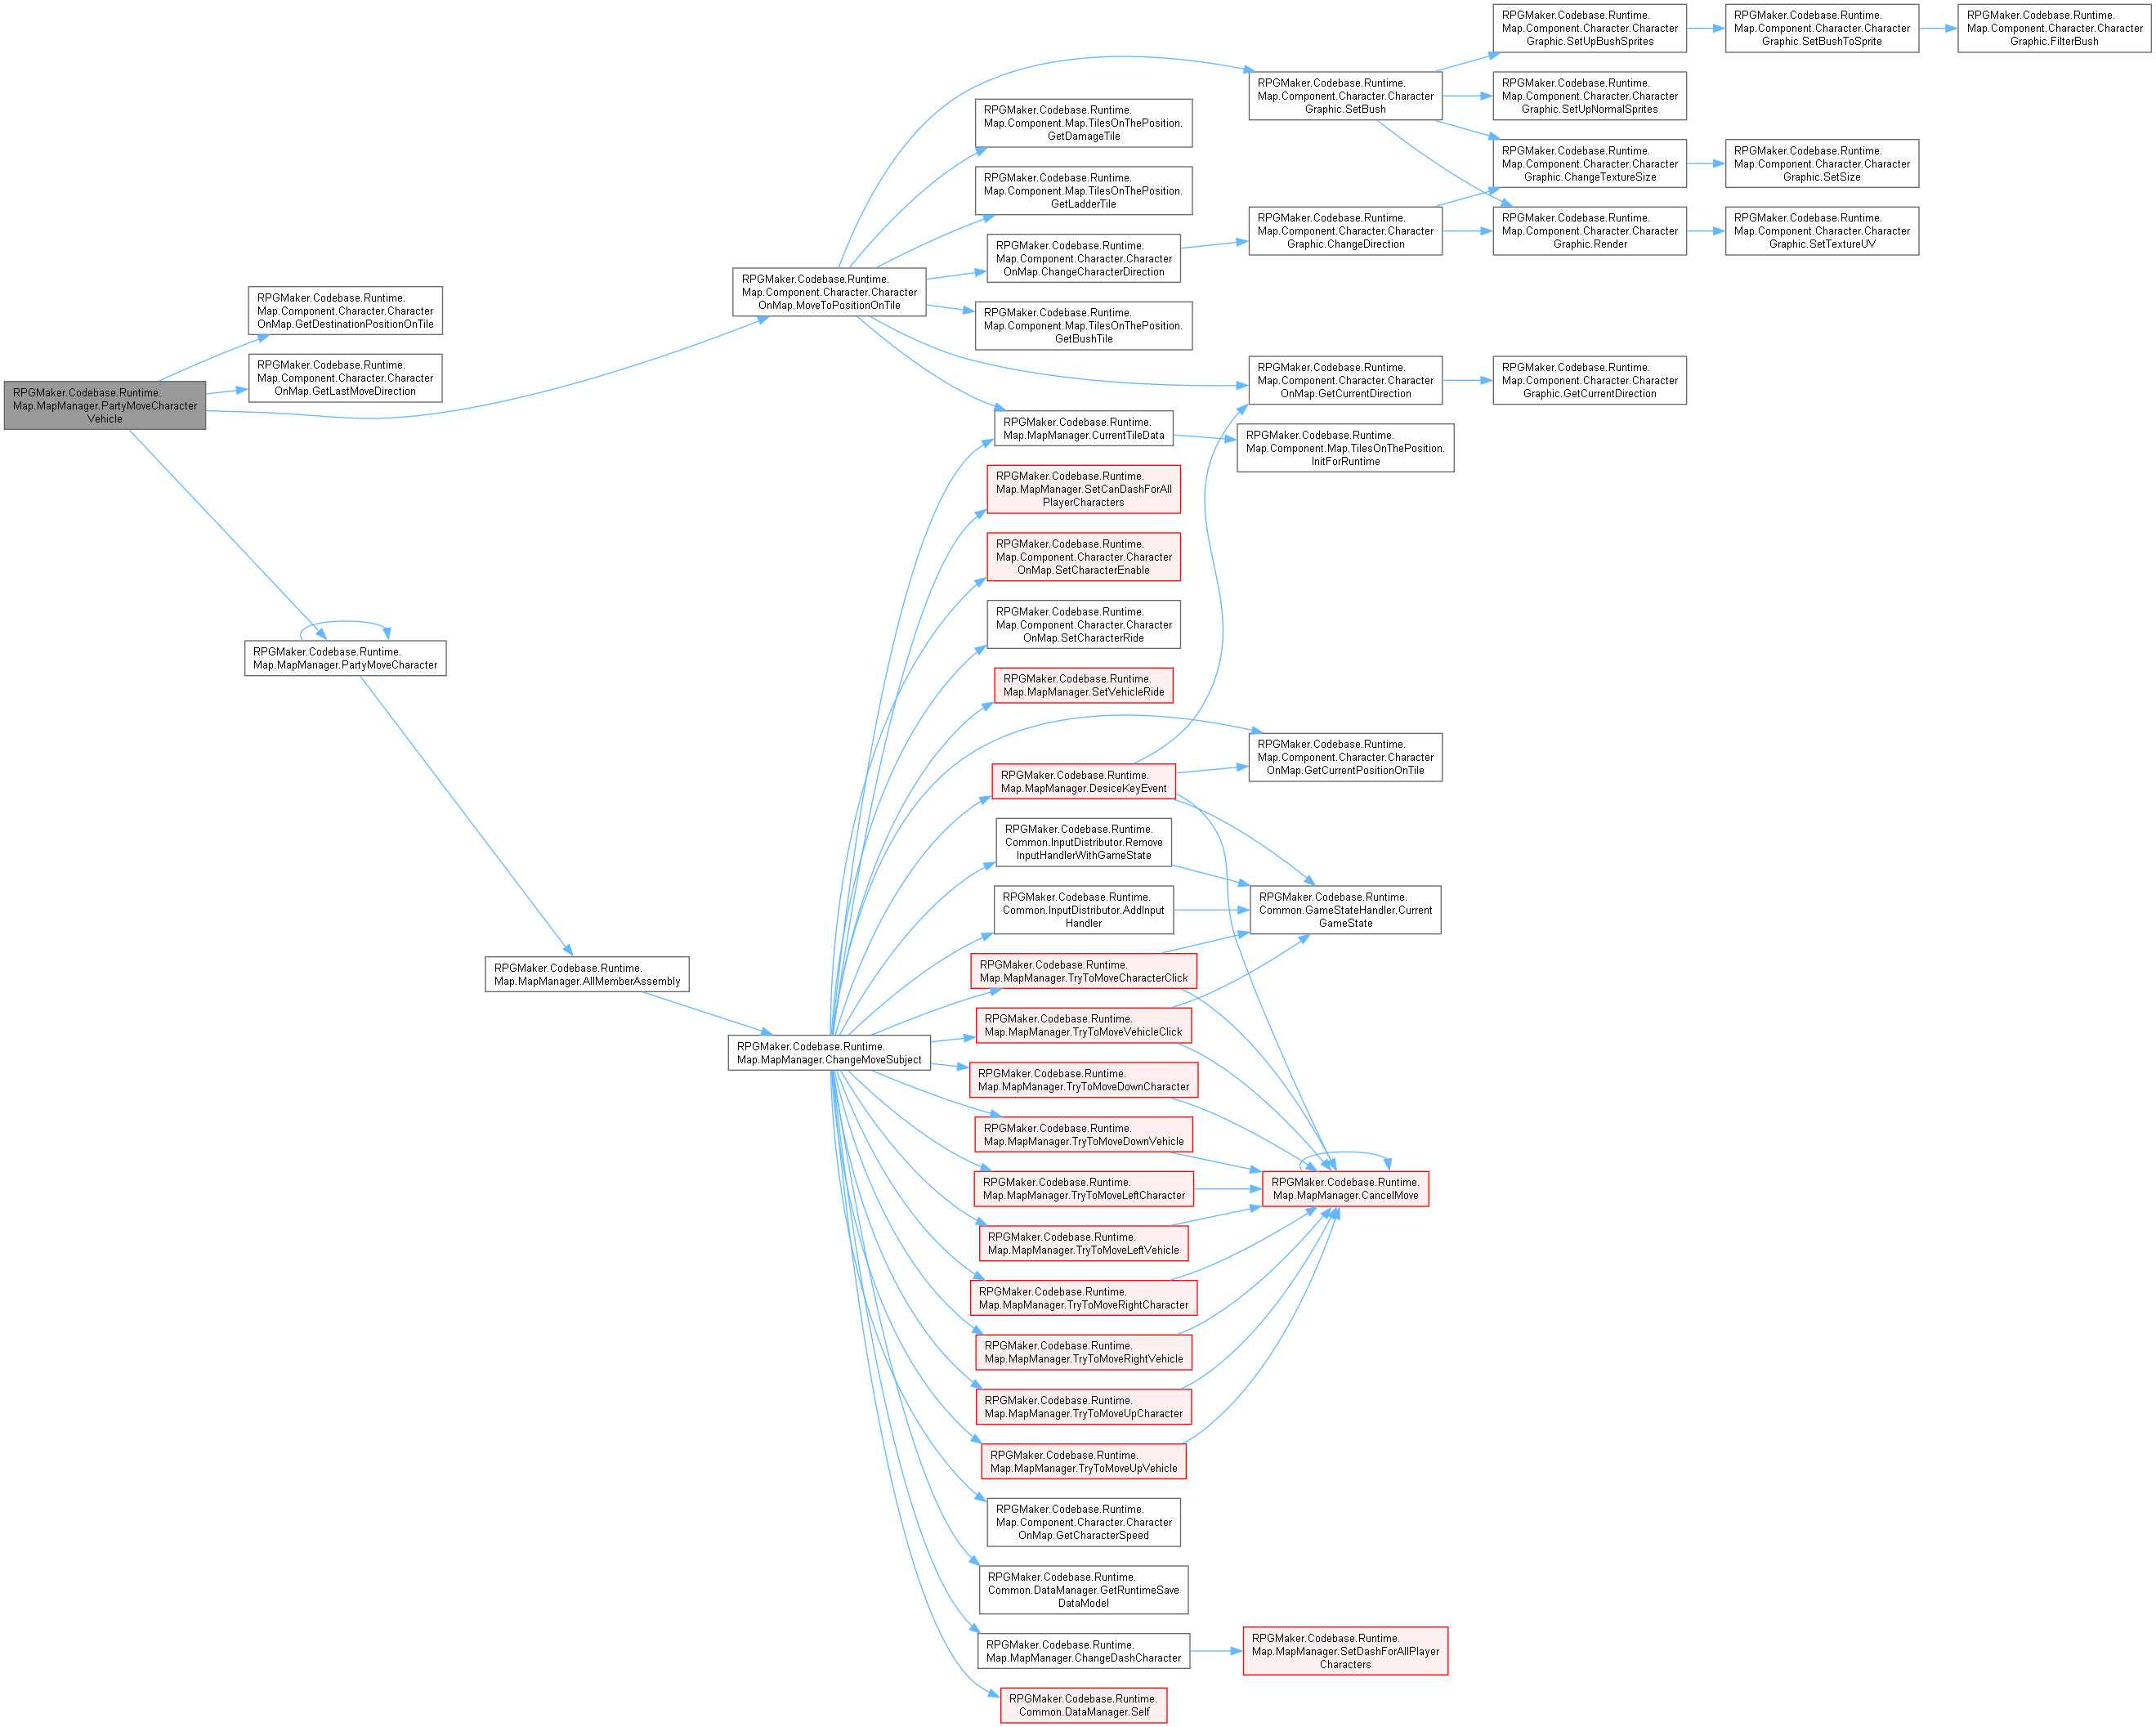 RPGMaker.Codebase.Runtime.
Map.MapManager.PartyMoveCharacter
Vehicle
RPGMaker.Codebase.Runtime.
Map.Component.Character.Character
OnMap.GetDestinationPositionOnTile
RPGMaker.Codebase.Runtime.
Map.Component.Character.Character
OnMap.GetLastMoveDirection
RPGMaker.Codebase.Runtime.
Map.MapManager.PartyMoveCharacter
RPGMaker.Codebase.Runtime.
Map.MapManager.AllMemberAssembly
RPGMaker.Codebase.Runtime.
Map.Component.Character.Character
OnMap.MoveToPositionOnTile
RPGMaker.Codebase.Runtime.
Map.MapManager.ChangeMoveSubject
RPGMaker.Codebase.Runtime.
Map.Component.Map.TilesOnThePosition.
GetDamageTile
RPGMaker.Codebase.Runtime.
Map.Component.Map.TilesOnThePosition.
GetLadderTile
RPGMaker.Codebase.Runtime.
Map.Component.Character.Character
OnMap.ChangeCharacterDirection
RPGMaker.Codebase.Runtime.
Map.Component.Map.TilesOnThePosition.
GetBushTile
RPGMaker.Codebase.Runtime.
Map.MapManager.CurrentTileData
RPGMaker.Codebase.Runtime.
Map.MapManager.SetCanDashForAll
PlayerCharacters
RPGMaker.Codebase.Runtime.
Map.Component.Character.Character
OnMap.SetCharacterEnable
RPGMaker.Codebase.Runtime.
Map.Component.Character.Character
OnMap.SetCharacterRide
RPGMaker.Codebase.Runtime.
Map.MapManager.SetVehicleRide
RPGMaker.Codebase.Runtime.
Map.MapManager.DesiceKeyEvent
RPGMaker.Codebase.Runtime.
Common.InputDistributor.Remove
InputHandlerWithGameState
RPGMaker.Codebase.Runtime.
Common.InputDistributor.AddInput
Handler
RPGMaker.Codebase.Runtime.
Map.MapManager.TryToMoveCharacterClick
RPGMaker.Codebase.Runtime.
Map.MapManager.TryToMoveVehicleClick
RPGMaker.Codebase.Runtime.
Map.MapManager.TryToMoveDownCharacter
RPGMaker.Codebase.Runtime.
Map.MapManager.TryToMoveDownVehicle
RPGMaker.Codebase.Runtime.
Map.MapManager.TryToMoveLeftCharacter
RPGMaker.Codebase.Runtime.
Map.MapManager.TryToMoveLeftVehicle
RPGMaker.Codebase.Runtime.
Map.MapManager.TryToMoveRightCharacter
RPGMaker.Codebase.Runtime.
Map.MapManager.TryToMoveRightVehicle
RPGMaker.Codebase.Runtime.
Map.MapManager.TryToMoveUpCharacter
RPGMaker.Codebase.Runtime.
Map.MapManager.TryToMoveUpVehicle
RPGMaker.Codebase.Runtime.
Map.Component.Character.Character
OnMap.GetCharacterSpeed
RPGMaker.Codebase.Runtime.
Common.DataManager.GetRuntimeSave
DataModel
RPGMaker.Codebase.Runtime.
Map.MapManager.ChangeDashCharacter
RPGMaker.Codebase.Runtime.
Common.DataManager.Self
RPGMaker.Codebase.Runtime.
Map.Component.Character.Character
Graphic.SetBush
RPGMaker.Codebase.Runtime.
Map.Component.Character.Character
Graphic.ChangeDirection
RPGMaker.Codebase.Runtime.
Map.Component.Character.Character
OnMap.GetCurrentDirection
RPGMaker.Codebase.Runtime.
Map.Component.Map.TilesOnThePosition.
InitForRuntime
RPGMaker.Codebase.Runtime.
Map.Component.Character.Character
OnMap.GetCurrentPositionOnTile
RPGMaker.Codebase.Runtime.
Common.GameStateHandler.Current
GameState
RPGMaker.Codebase.Runtime.
Map.MapManager.CancelMove
RPGMaker.Codebase.Runtime.
Map.MapManager.SetDashForAllPlayer
Characters
RPGMaker.Codebase.Runtime.
Map.Component.Character.Character
Graphic.SetUpBushSprites
RPGMaker.Codebase.Runtime.
Map.Component.Character.Character
Graphic.SetUpNormalSprites
RPGMaker.Codebase.Runtime.
Map.Component.Character.Character
Graphic.ChangeTextureSize
RPGMaker.Codebase.Runtime.
Map.Component.Character.Character
Graphic.Render
RPGMaker.Codebase.Runtime.
Map.Component.Character.Character
Graphic.GetCurrentDirection
RPGMaker.Codebase.Runtime.
Map.Component.Character.Character
Graphic.SetBushToSprite
RPGMaker.Codebase.Runtime.
Map.Component.Character.Character
Graphic.SetSize
RPGMaker.Codebase.Runtime.
Map.Component.Character.Character
Graphic.SetTextureUV
RPGMaker.Codebase.Runtime.
Map.Component.Character.Character
Graphic.FilterBush